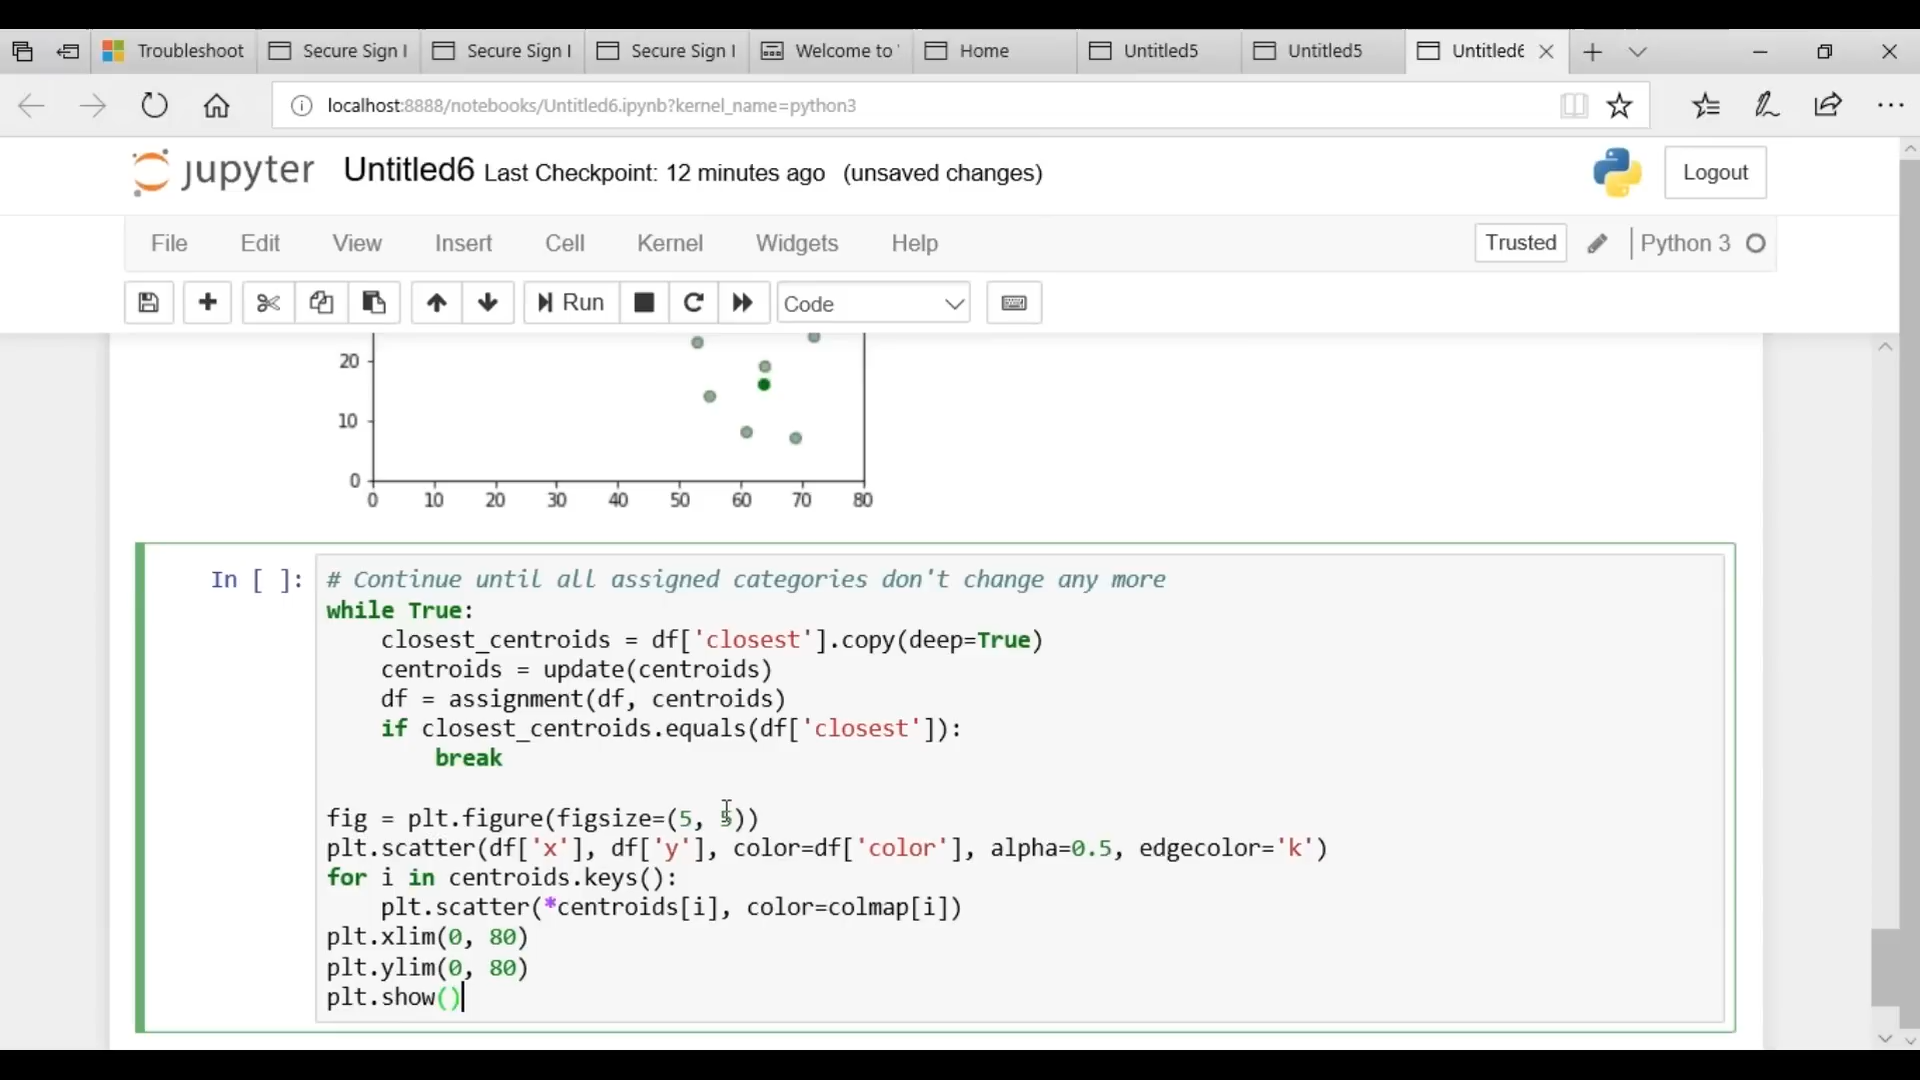 Troubleshoot Secure Sign I Secure Sign I Secure Sign I Welcome to ' Home Untitled5 Untitled5 Untitled6
localhost:8888/notebooks/Untitled6.ipynb?kernel_name=python3
jupyter Untitled6 Last Checkpoint: 12 minutes ago (unsaved changes) Logout
File Edit View Insert Cell Kernel Widgets Help Trusted Python 3
Run Code
20
10
0
0 10 20 30 40 50 60 70 80
In [ ]: # Continue until all assigned categories don't change any more
while True:
    closest_centroids = df['closest'].copy(deep=True)
    centroids = update(centroids)
    df = assignment(df, centroids)
    if closest_centroids.equals(df['closest']):
        break
fig = plt.figure(figsize=(5, 5))
plt.scatter(df['x'], df['y'], color=df['color'], alpha=0.5, edgecolor='k')
for i in centroids.keys():
    plt.scatter(*centroids[i], color=colmap[i])
plt.xlim(0, 80)
plt.ylim(0, 80)
plt.show()